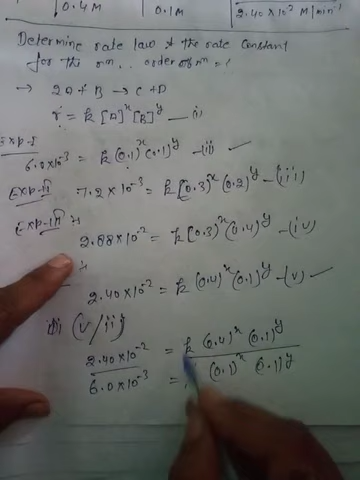 0.4M 0.1M 2.40×10⁻² M/min⁻¹
Determine rate law & the rate constant
for the rxn.. order of rxn = ?
→ 2A + B → C + D
r = k [A]ˣ [B]ʸ — (i)
Exp-I
6.0×10⁻³ = k (0.1)ˣ (0.1)ʸ —(ii) ✓
Exp-II 7.2×10⁻³ = k [0.3)ˣ (0.2)ʸ —(iii)
Exp-III
2.88×10⁻² = k [0.3)ˣ (0.4)ʸ — (iv)
2.40×10⁻² = k (0.4)ˣ (0.1)ʸ —(v) ✓
(v/ii)
2.40×10⁻² = k (0.4)ˣ (0.1)ʸ
6.0×10⁻³ = (0.1)ˣ (0.1)ʸ